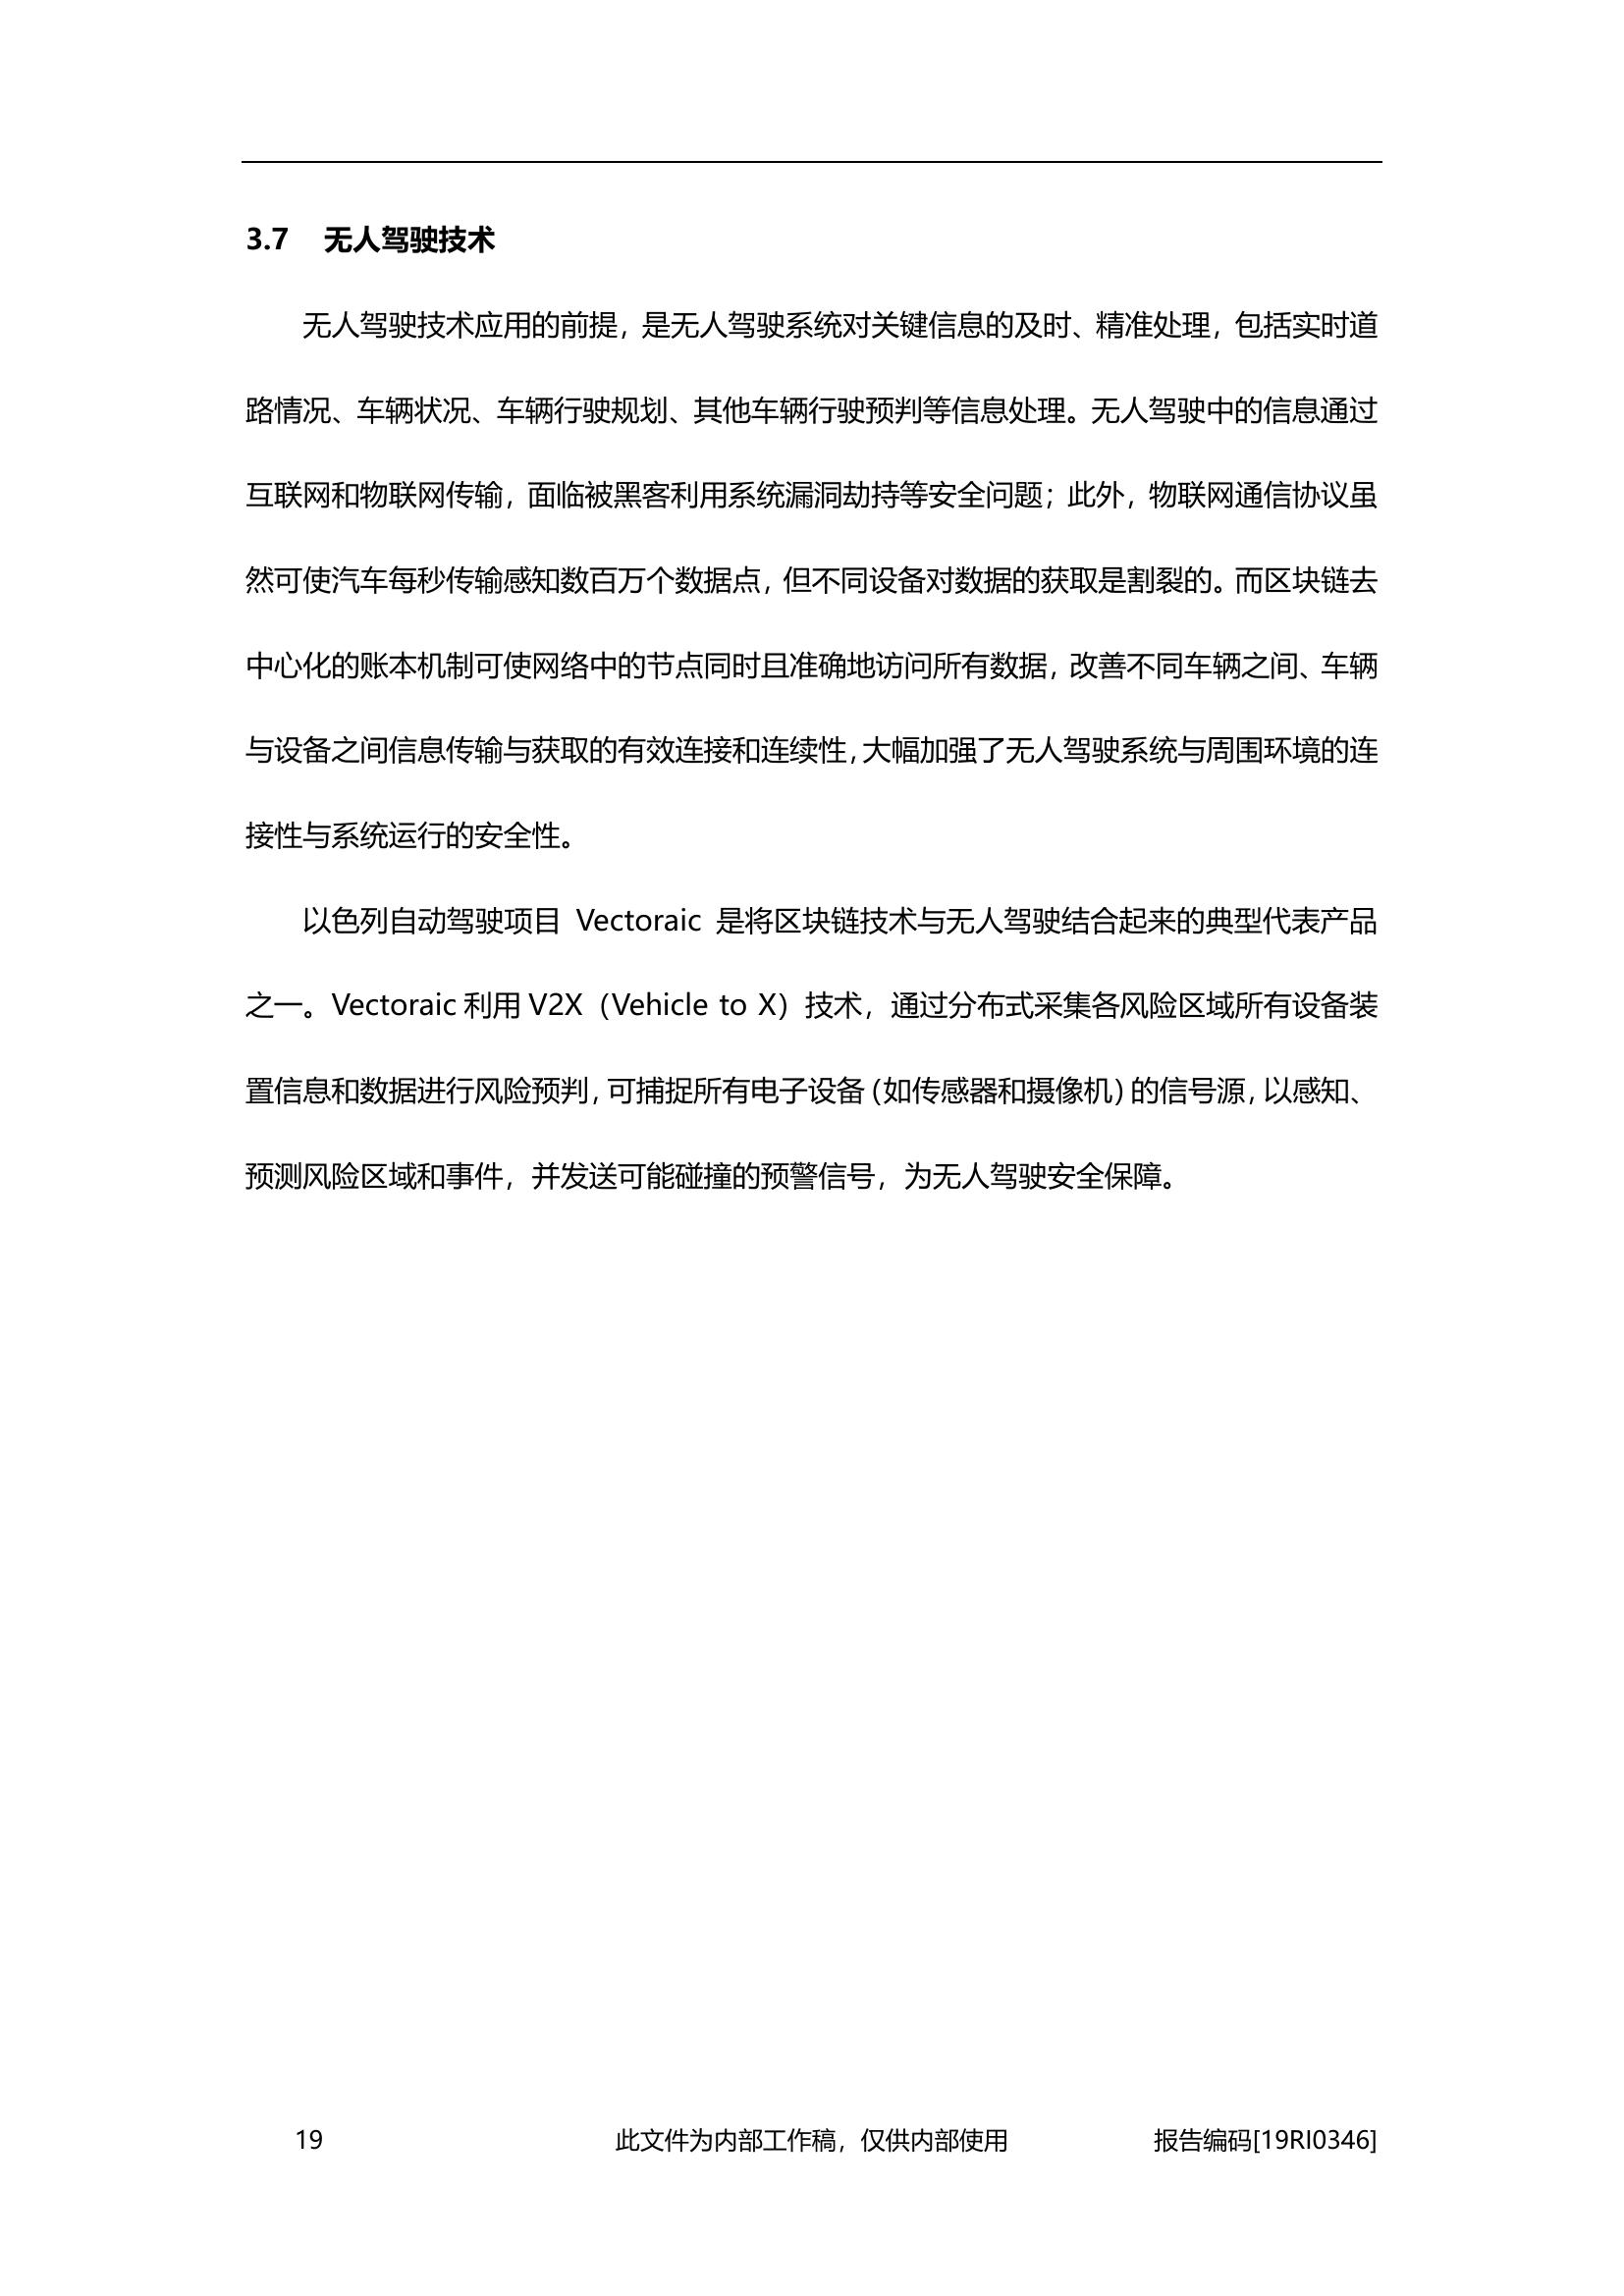 3.7 无人驾驶技术
无人驾驶技术应用的前提，是无人驾驶系统对关键信息的及时、精准处理，包括实时道
路情况、车辆状况、车辆行驶规划、其他车辆行驶预判等信息处理。无人驾驶中的信息通过
互联网和物联网传输，面临被黑客利用系统漏洞劫持等安全问题；此外，物联网通信协议虽
然可使汽车每秒传输感知数百万个数据点，但不同设备对数据的获取是割裂的。而区块链去
中心化的账本机制可使网络中的节点同时且准确地访问所有数据，改善不同车辆之间、车辆
与设备之间信息传输与获取的有效连接和连续性，大幅加强了无人驾驶系统与周围环境的连
接性与系统运行的安全性。
以色列自动驾驶项目 Vectoraic 是将区块链技术与无人驾驶结合起来的典型代表产品
之一。Vectoraic 利用 V2X（Vehicle to X）技术，通过分布式采集各风险区域所有设备装
置信息和数据进行风险预判，可捕捉所有电子设备（如传感器和摄像机）的信号源，以感知、
预测风险区域和事件，并发送可能碰撞的预警信号，为无人驾驶安全保障。
19 此文件为内部工作稿，仅供内部使用 报告编码[19RI0346]